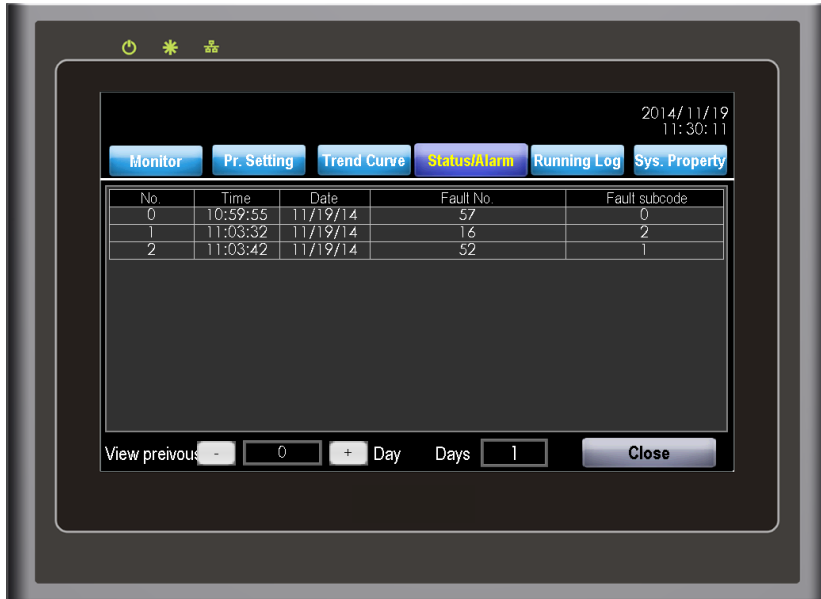 2014/11/19
11:30:11
Monitor Pr. Setting Trend Curve Status/Alarm Running Log Sys. Property
No. Time Date Fault No. Fault subcode
0 10:59:55 11/19/14 57 0
1 11:03:32 11/19/14 16 2
2 11:03:42 11/19/14 52 1
View preivous - 0 + Day Days 1 Close